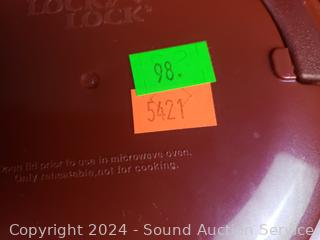 LOCK
LOCK
98.
5421
Open lid prior to use in microwave oven.
Only reheatable,not for cooking.
Copyright 2024 - Sound Auction Service